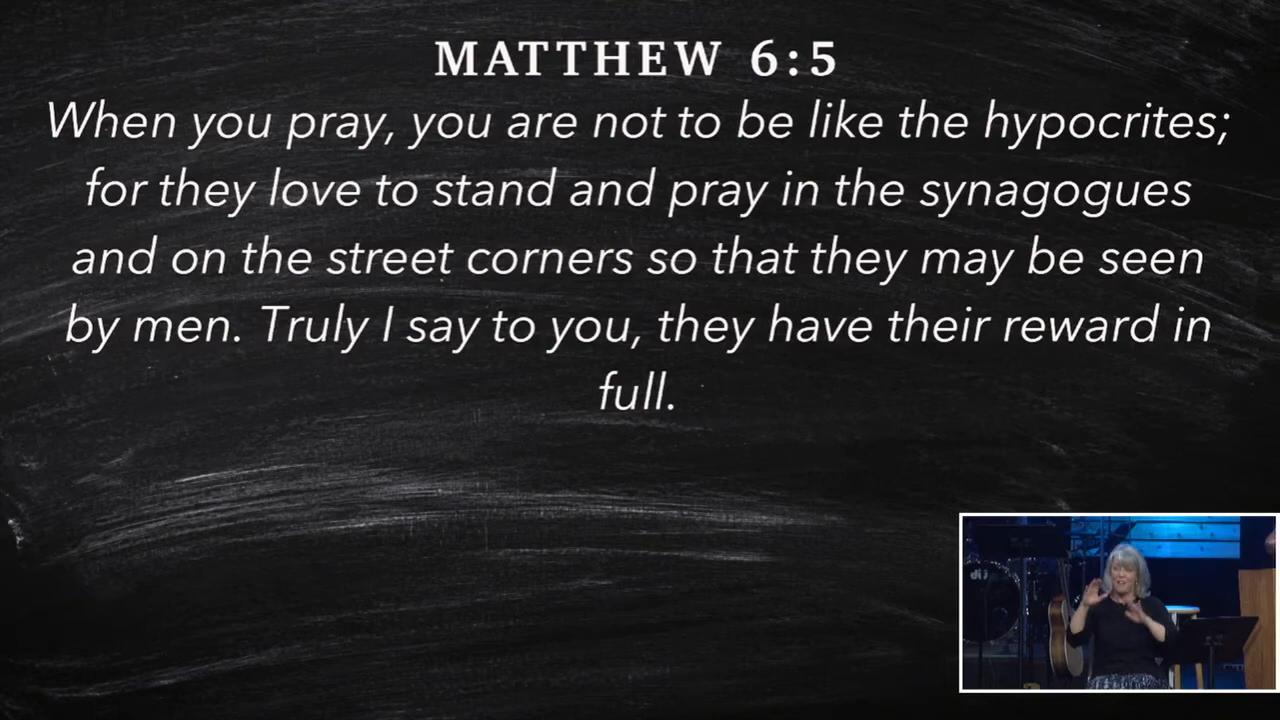 MATTHEW 6:5
When you pray, you are not to be like the hypocrites;
for they love to stand and pray in the synagogues
and on the street corners so that they may be seen
by men. Truly I say to you, they have their reward in
full.